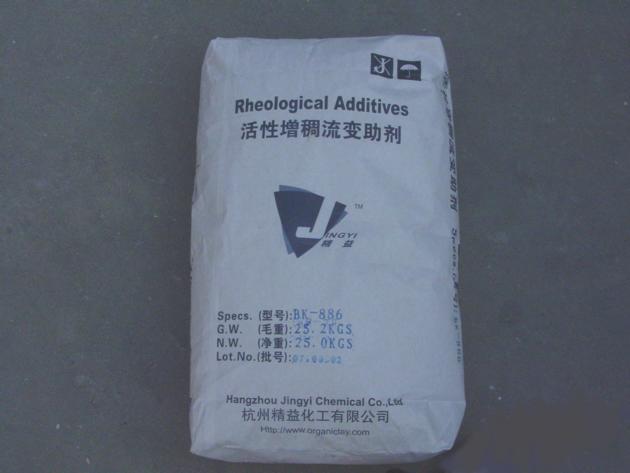 Rheological Additives
活性增稠流变助剂
TM
JINGYI
精益
Specs. (型号):BK-886
G.W. (毛重):25.2KGS
N.W. (净重):25.0KGS
Lot.No.(批号):
Hangzhou Jingyi Chemical Co.,Ltd.
杭州精益化工有限公司
Http://www.organiclay.com